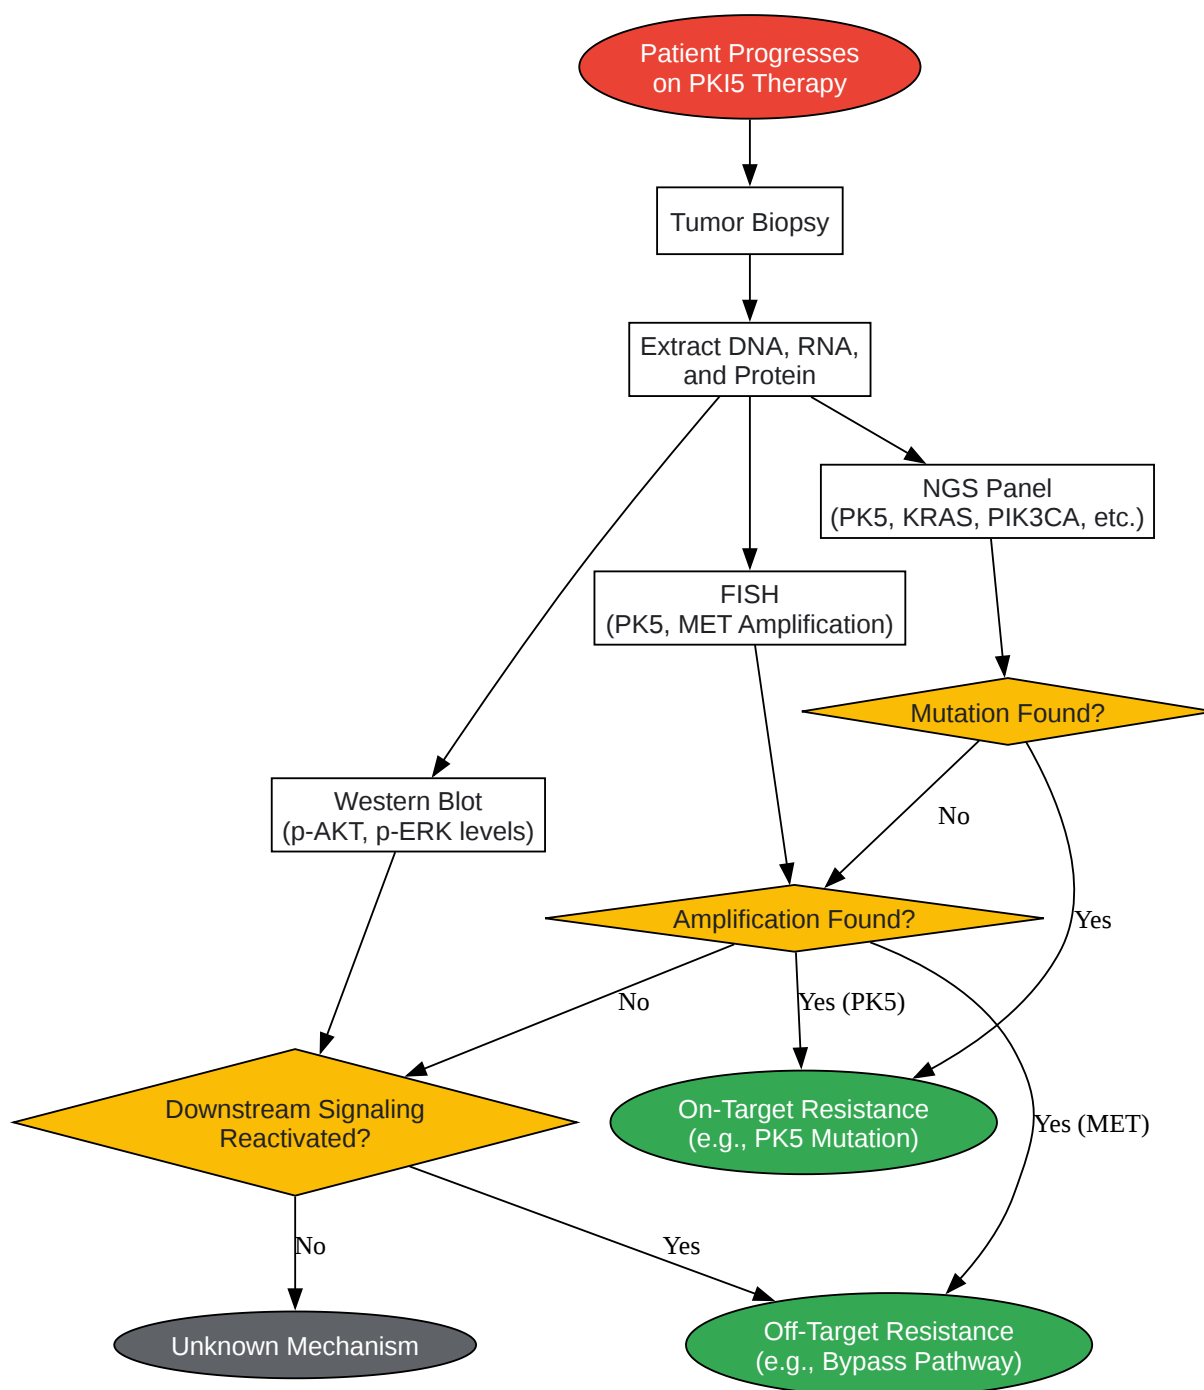 Patient Progresses
on PKI5 Therapy
Tumor Biopsy
Extract DNA, RNA,
and Protein
NGS Panel
(PK5, KRAS, PIK3CA, etc.)
FISH
(PK5, MET Amplification)
Mutation Found?
Western Blot
(p-AKT, p-ERK levels)
No
Amplification Found?
Yes
No
Yes (PK5)
Downstream Signaling
Reactivated?
On-Target Resistance
(e.g., PK5 Mutation)
Yes (MET)
No
Yes
Unknown Mechanism
Off-Target Resistance
(e.g., Bypass Pathway)